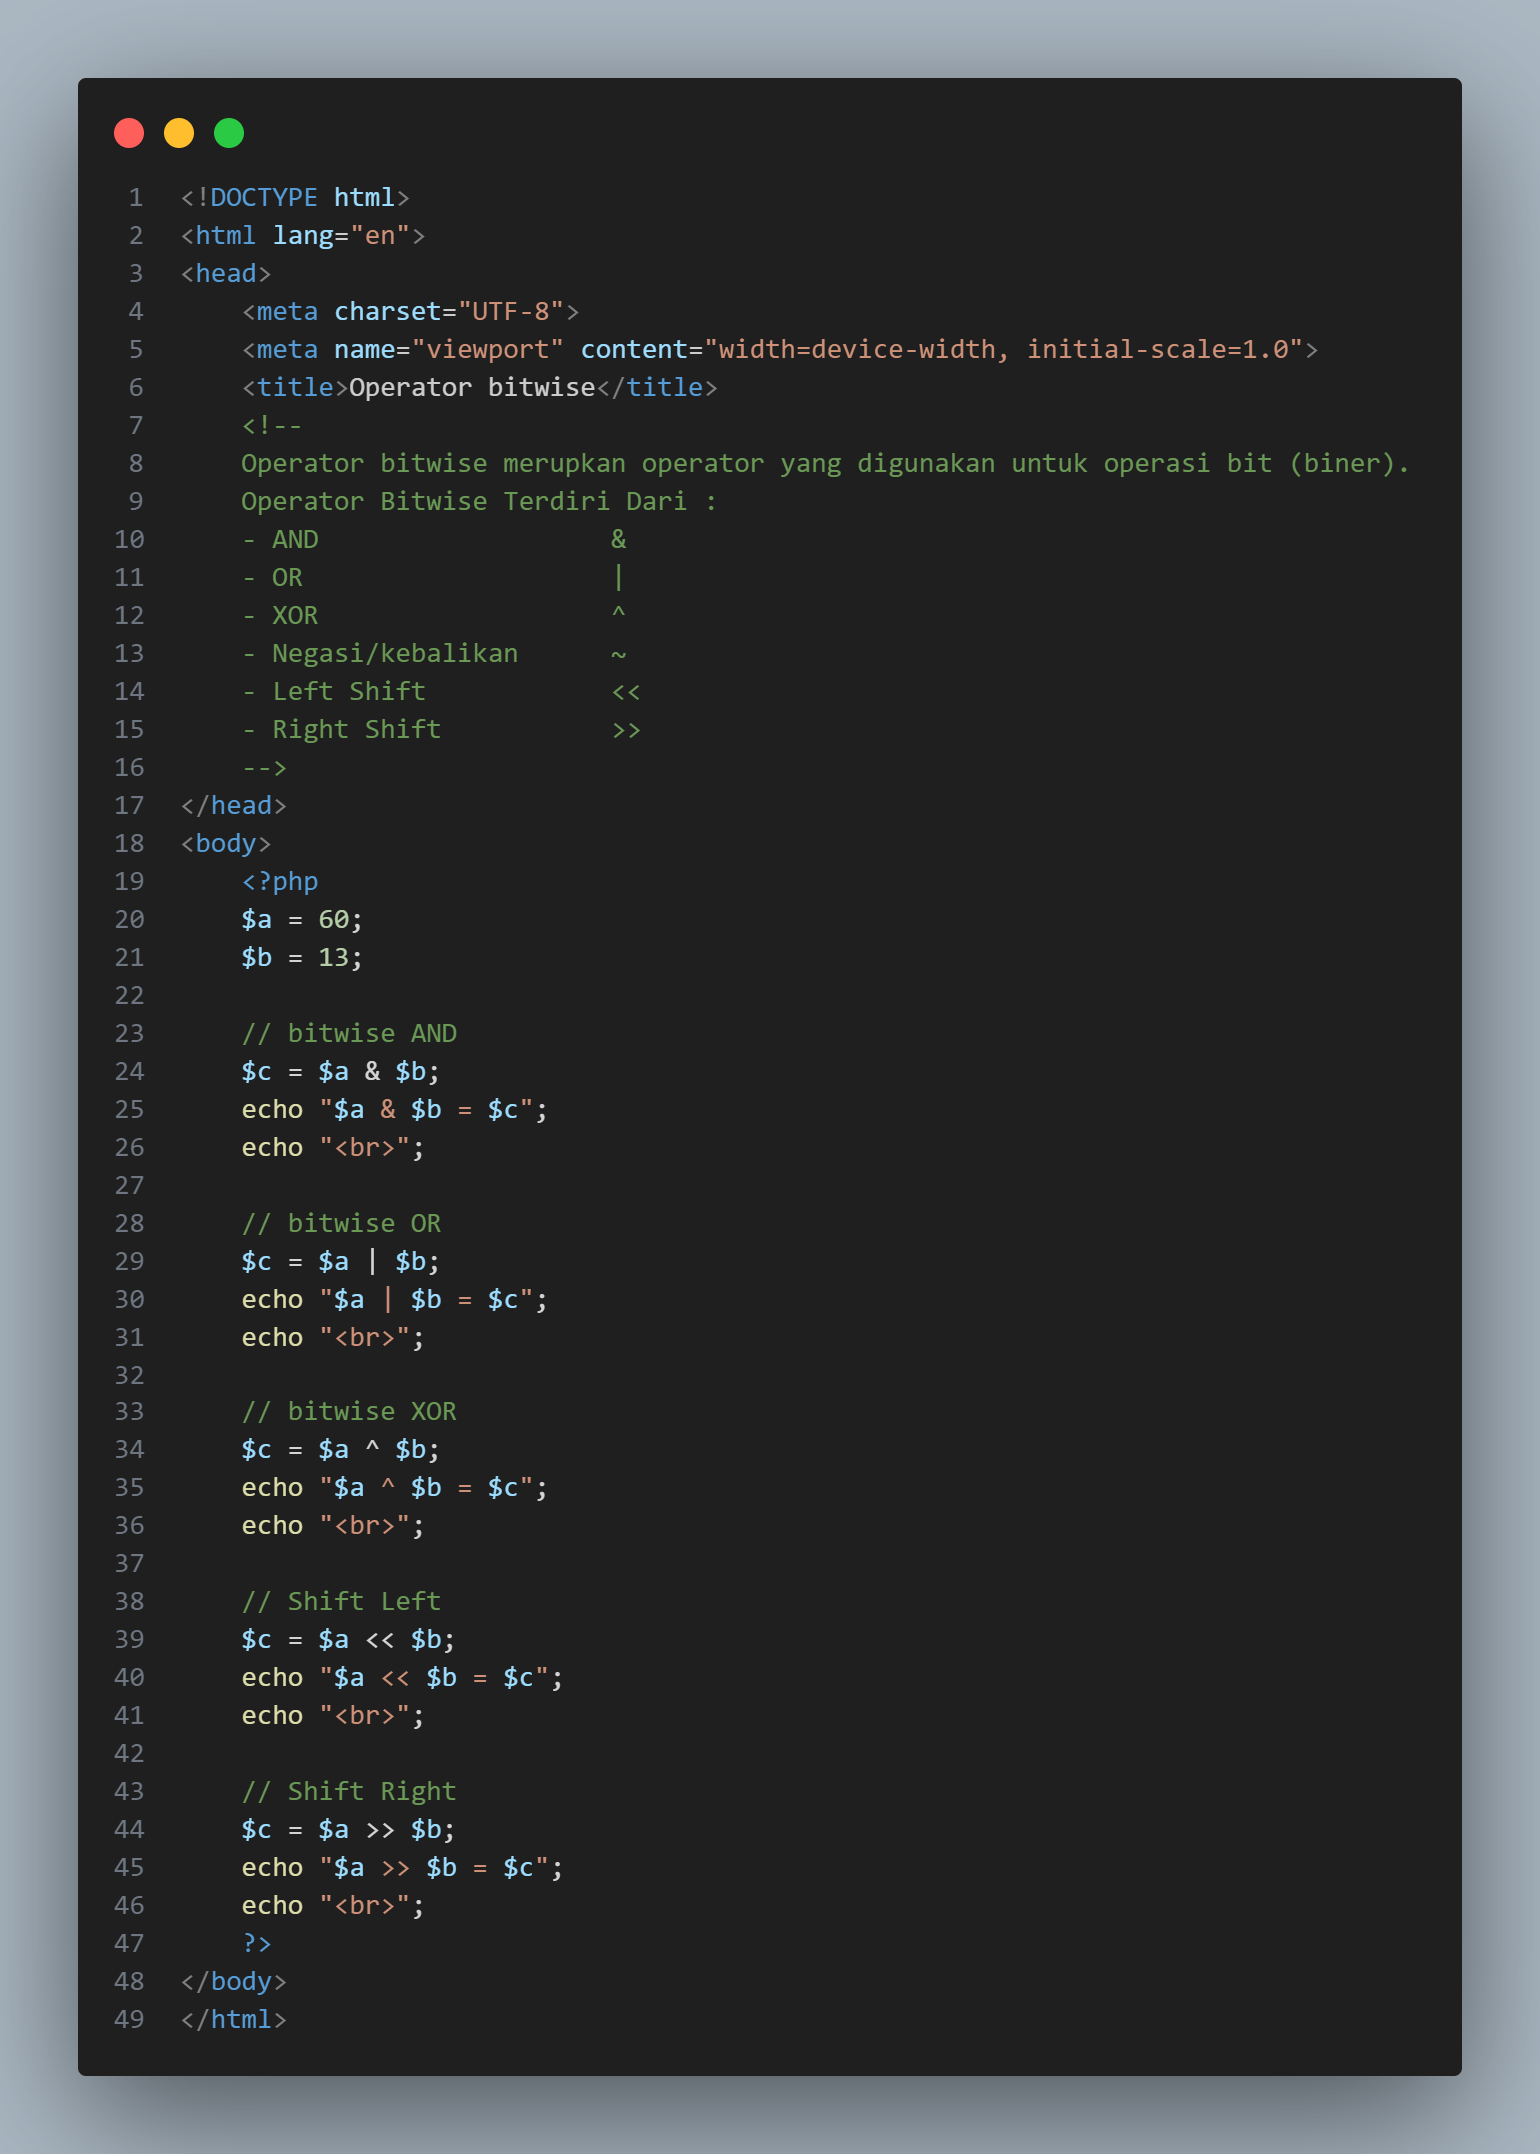 1 <!DOCTYPE html>
2 <html lang="en">
3 <head>
4     <meta charset="UTF-8">
5     <meta name="viewport" content="width=device-width, initial-scale=1.0">
6     <title>Operator bitwise</title>
7     <!--
8     Operator bitwise merupkan operator yang digunakan untuk operasi bit (biner).
9     Operator Bitwise Terdiri Dari :
10     - AND                   &
11     - OR                    |
12     - XOR                   ^
13     - Negasi/kebalikan      ~
14     - Left Shift            <<
15     - Right Shift           >>
16     -->
17 </head>
18 <body>
19     <?php
20     $a = 60;
21     $b = 13;
22
23     // bitwise AND
24     $c = $a & $b;
25     echo "$a & $b = $c";
26     echo "<br>";
27
28     // bitwise OR
29     $c = $a | $b;
30     echo "$a | $b = $c";
31     echo "<br>";
32
33     // bitwise XOR
34     $c = $a ^ $b;
35     echo "$a ^ $b = $c";
36     echo "<br>";
37
38     // Shift Left
39     $c = $a << $b;
40     echo "$a << $b = $c";
41     echo "<br>";
42
43     // Shift Right
44     $c = $a >> $b;
45     echo "$a >> $b = $c";
46     echo "<br>";
47     ?>
48 </body>
49 </html>